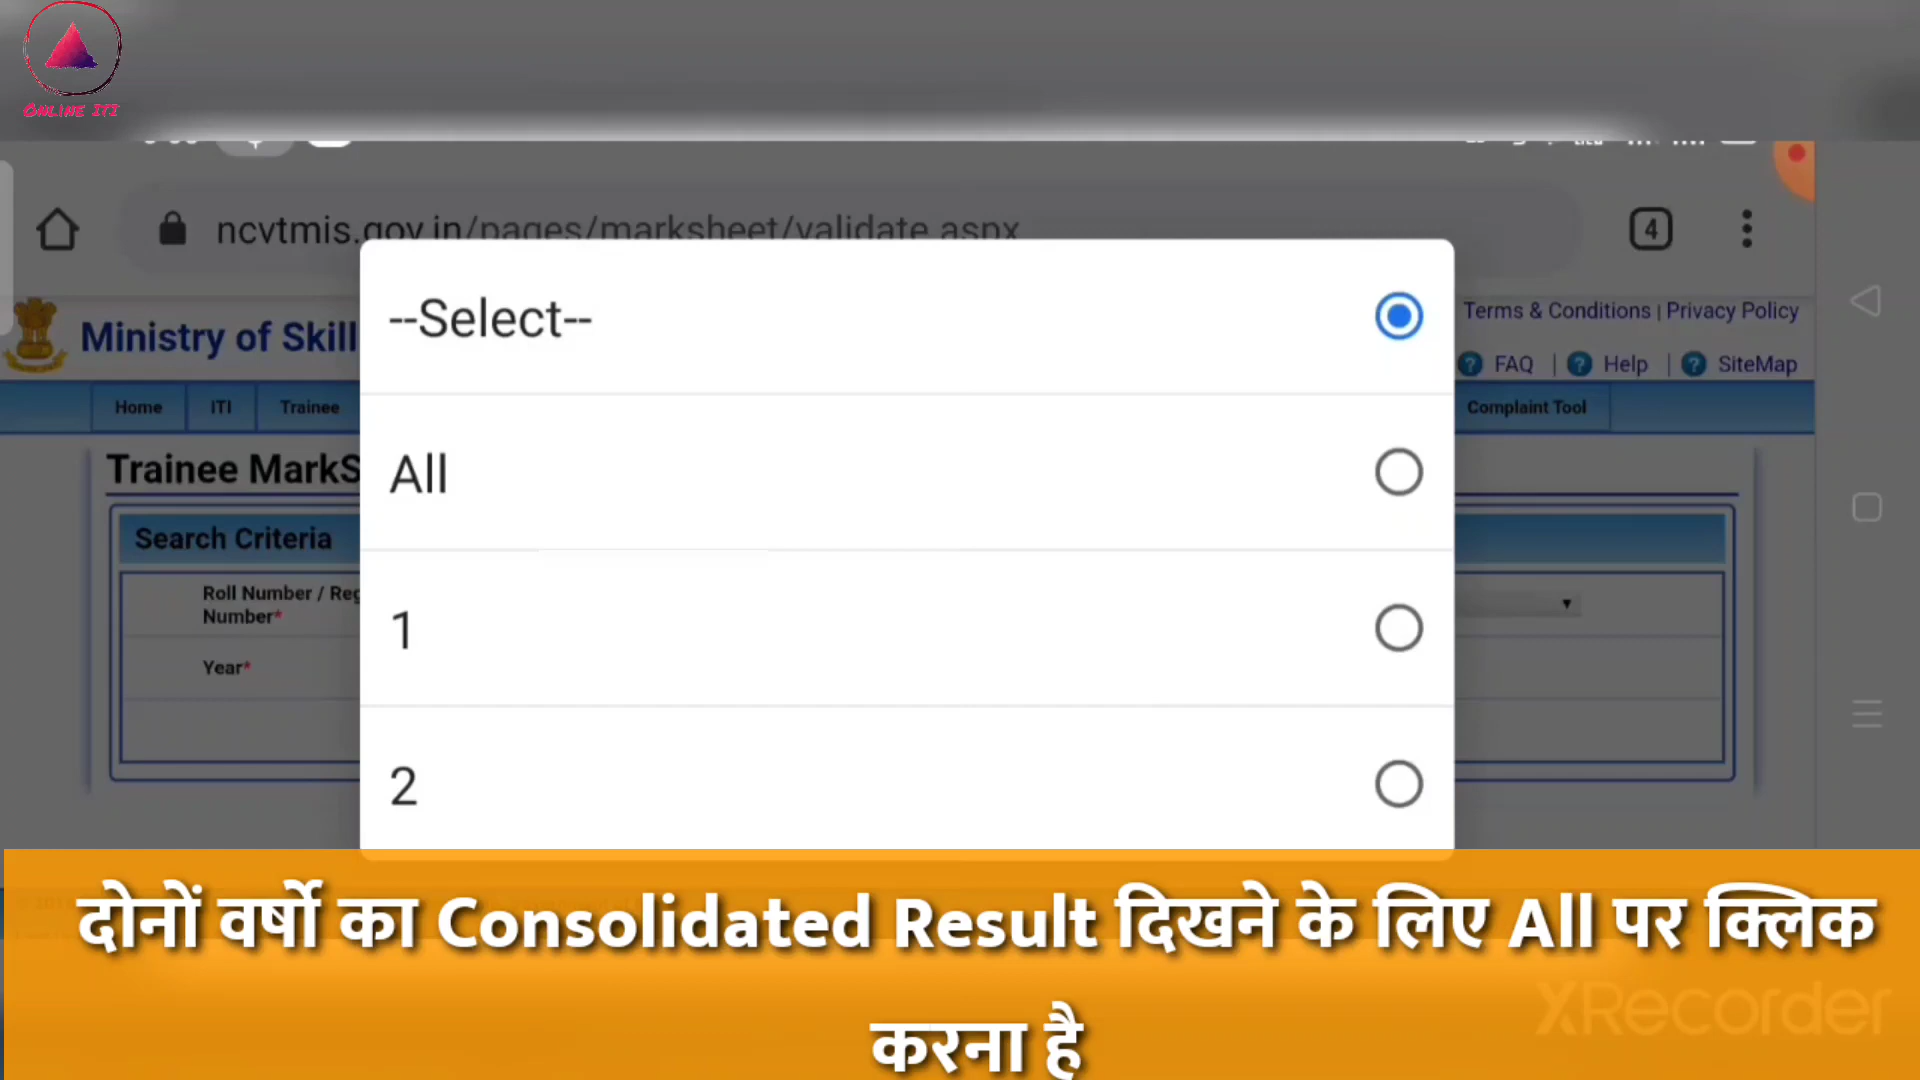 ONLINE ITI
ncvtmis.gov.in/pages/marksheet/validate.aspx
4
Ministry of Skill
Terms & Conditions | Privacy Policy
? FAQ | ? Help | ? SiteMap
Home ITI Trainee
Complaint Tool
Trainee MarkS
Search Criteria
Roll Number / Reg
Number*
Year*
--Select--
All
1
2
दोनों वर्षो का Consolidated Result दिखने के लिए All पर क्लिक
करना है
XRecorder